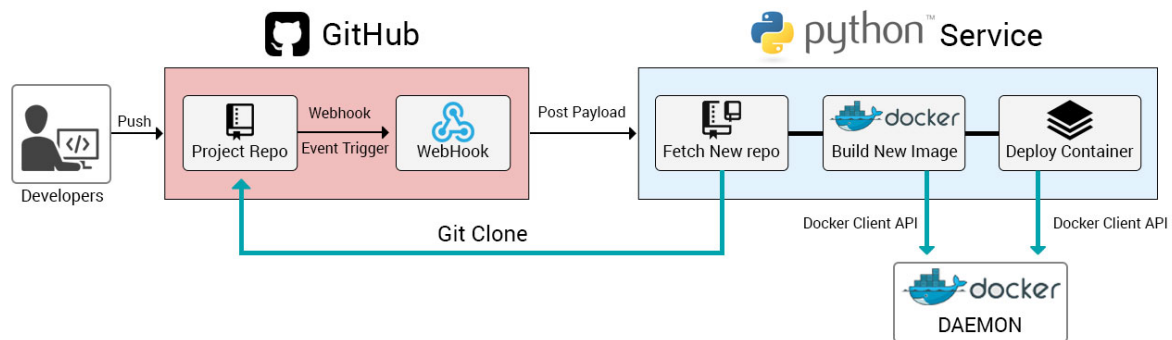 GitHub
python™ Service
Developers
Push
Project Repo
Webhook
Event Trigger
WebHook
Post Payload
Fetch New repo
docker
Build New Image
Deploy Container
Git Clone
Docker Client API
Docker Client API
docker
DAEMON